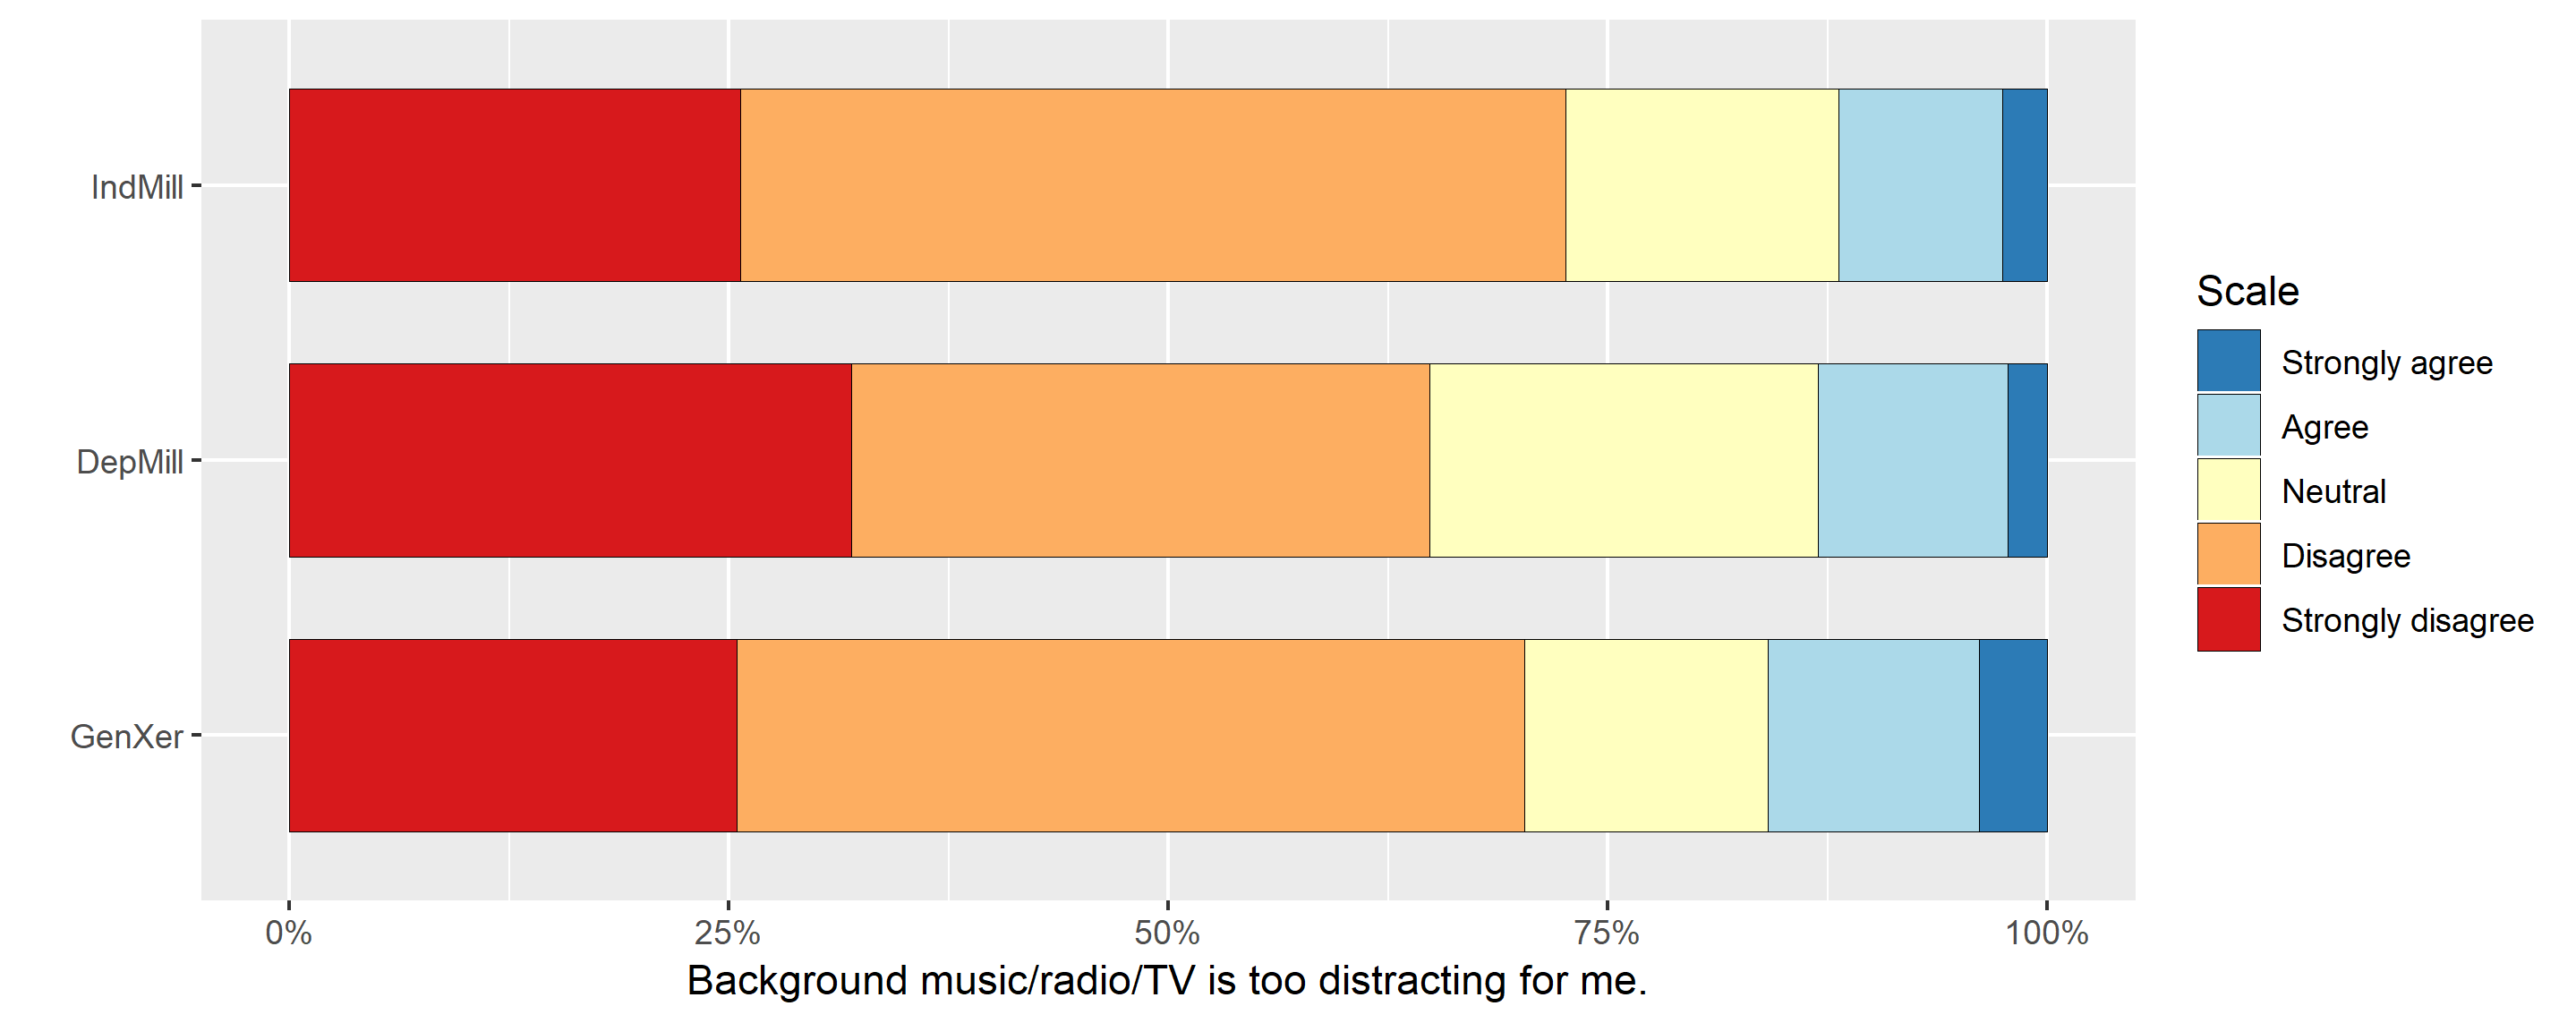 IndMill
DepMill
GenXer
0% 25% 50% 75% 100%
Background music/radio/TV is too distracting for me.
Scale
Strongly agree
Agree
Neutral
Disagree
Strongly disagree